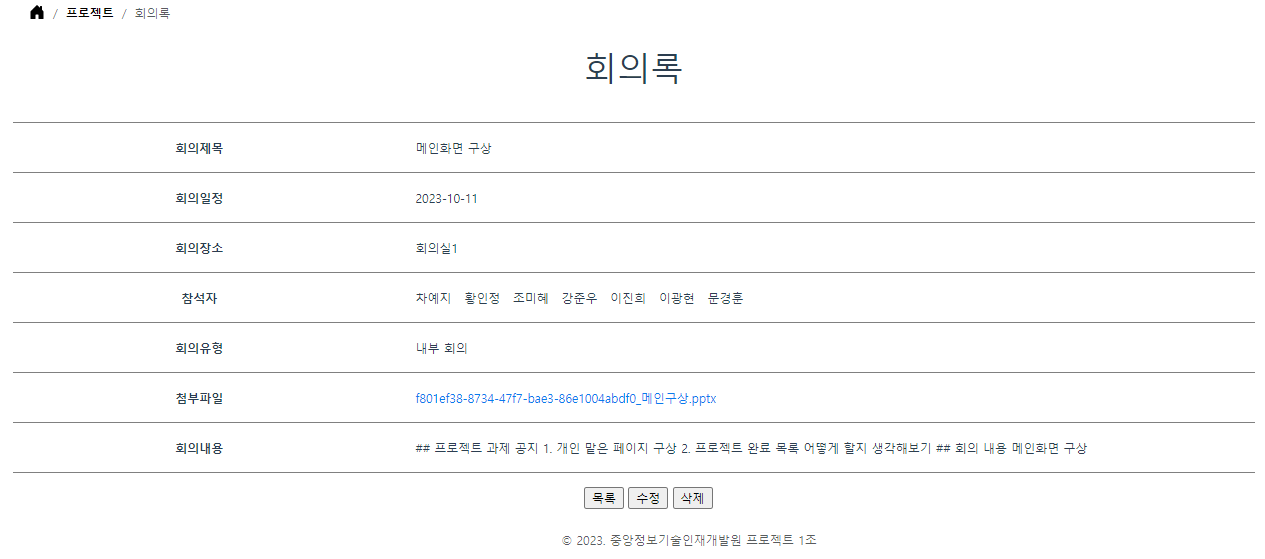 / 프로젝트 / 회의록
회의록
회의제목 메인화면 구상
회의일정 2023-10-11
회의장소 회의실1
참석자 차예지 황인정 조미혜 강준우 이진희 이광현 문경훈
회의유형 내부 회의
첨부파일 f801ef38-8734-47f7-bae3-86e1004abdf0_메인구상.pptx
회의내용 ## 프로젝트 과제 공지 1. 개인 맡은 페이지 구상 2. 프로젝트 완료 목록 어떻게 할지 생각해보기 ## 회의 내용 메인화면 구상
목록 수정 삭제
© 2023. 중앙정보기술인재개발원 프로젝트 1조